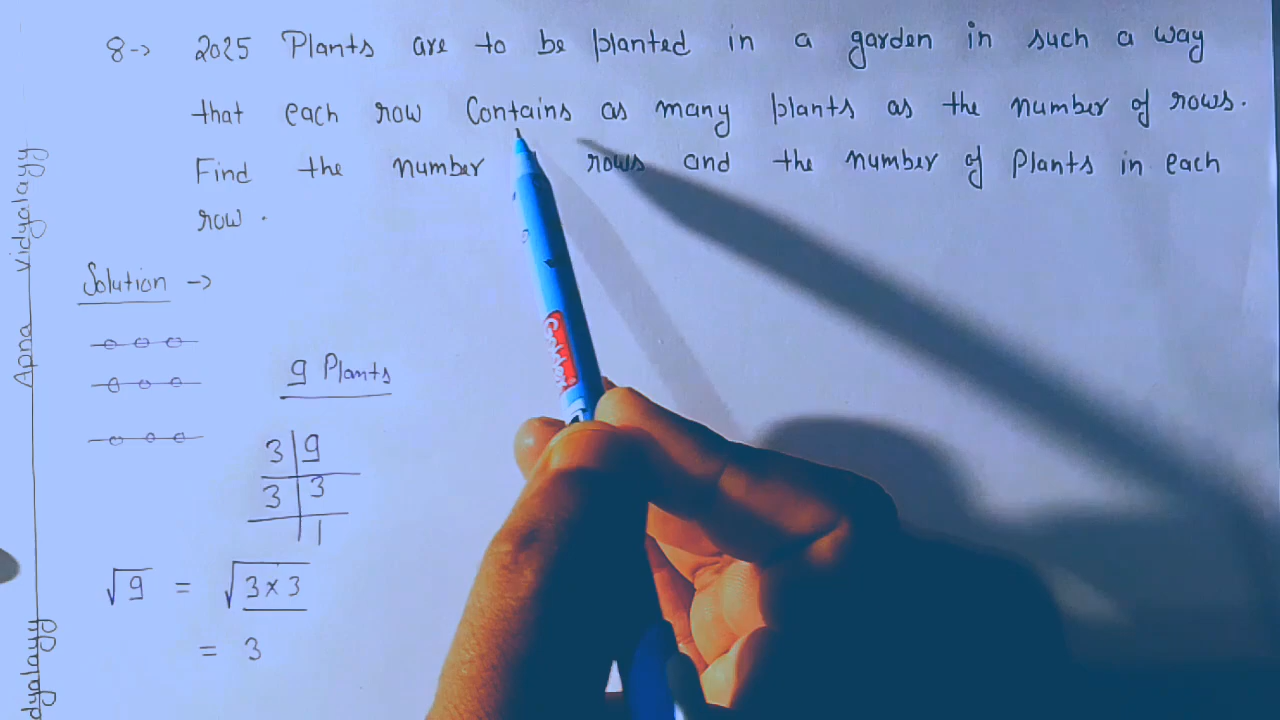 8-> 2025 Plants are to be planted in a garden in such a way
that each row Contains as many plants as the number of rows.
Find the number rows and the number of Plants in each
row.
Solution ->
9 Plants
3 | 9
3 | 3
1
√9 = √3×3
= 3
Apna Vidyalayy
dyalayy